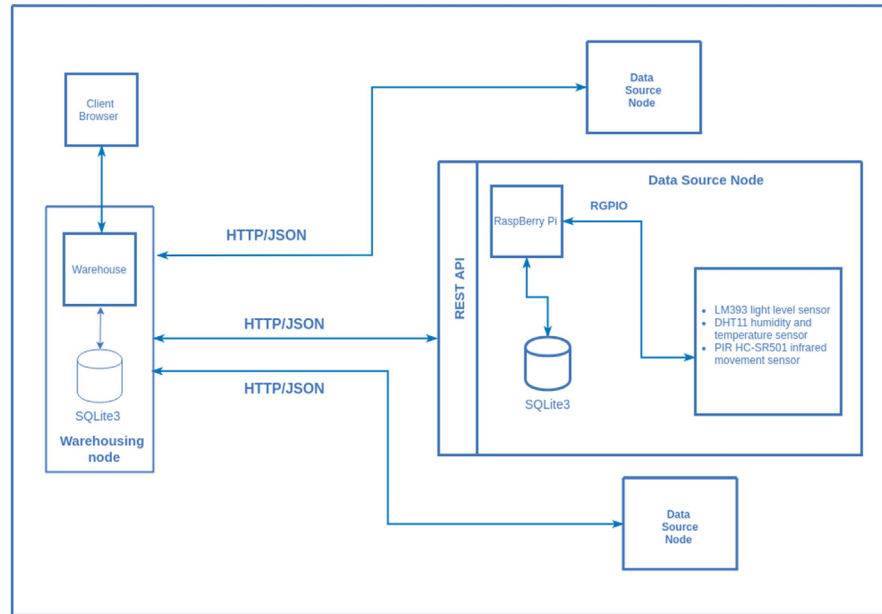 Client
Browser
Warehouse
SQLite3
Warehousing
node
HTTP/JSON
HTTP/JSON
HTTP/JSON
Data
Source
Node
REST API
Data Source Node
RaspBerry Pi
RGPIO
SQLite3
• LM393 light level sensor
• DHT11 humidity and
temperature sensor
• PIR HC-SR501 infrared
movement sensor
Data
Source
Node